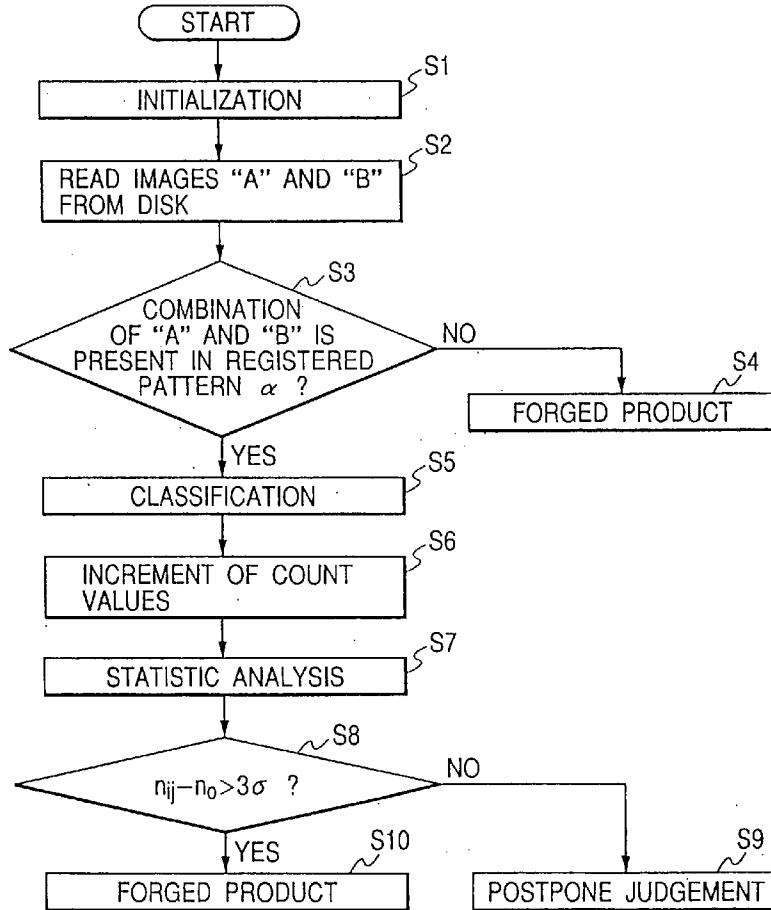 START
S1
INITIALIZATION
S2
READ IMAGES “A” AND “B”
FROM DISK
S3
COMBINATION
OF “A” AND “B” IS
PRESENT IN REGISTERED
PATTERN α ?
NO
S4
FORGED PRODUCT
YES
S5
CLASSIFICATION
S6
INCREMENT OF COUNT
VALUES
S7
STATISTIC ANALYSIS
S8
nij–n0>3σ ?
NO
YES
S10
FORGED PRODUCT
S9
POSTPONE JUDGEMENT